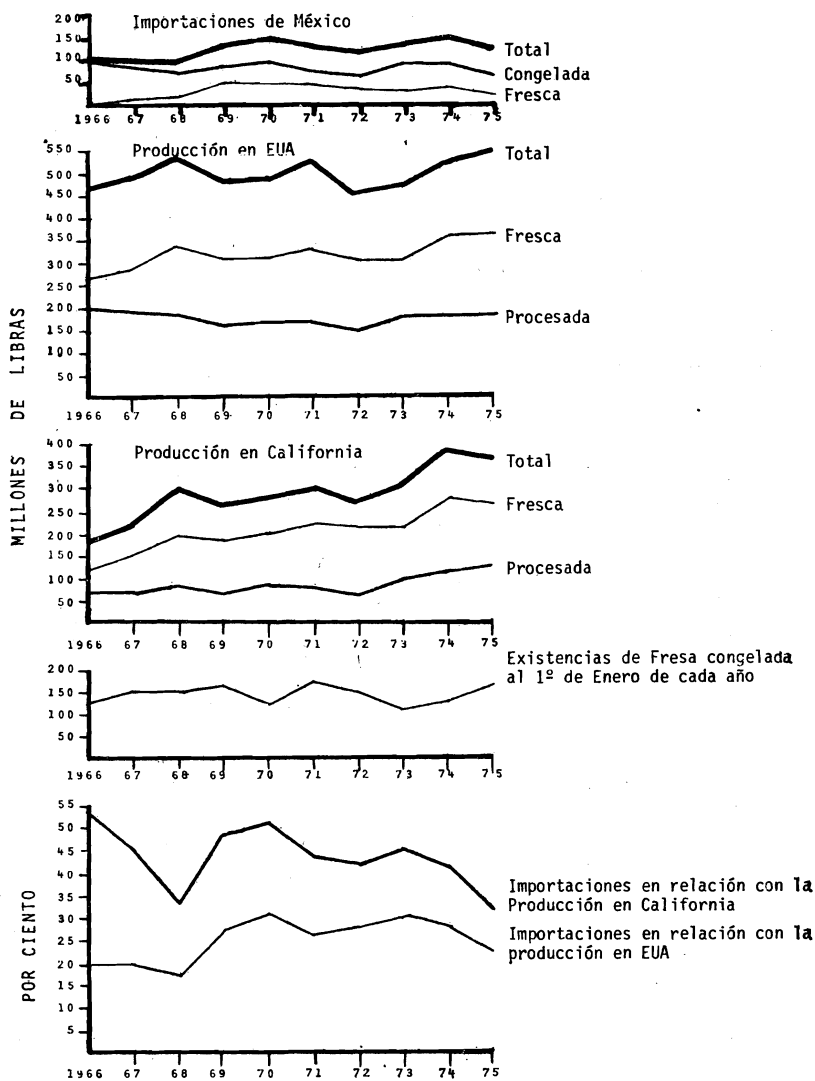 Importaciones de México
200
150
100
50
Total
Congelada
Fresca
1966 67 68 69 70 71 72 73 74 75
Producción en EUA
550
500
450
400
350
300
250
200
150
100
50
Total
Fresca
Procesada
1966 67 68 69 70 71 72 73 74 75
MILLONES DE LIBRAS
Producción en California
400
350
300
250
200
150
100
50
Total
Fresca
Procesada
1966 67 68 69 70 71 72 73 74 75
Existencias de Fresa congelada
al 1º de Enero de cada año
200
150
100
50
1966 67 68 69 70 71 72 73 74 75
55
50
45
40
35
30
25
20
15
10
5
POR CIENTO
Importaciones en relación con la
Producción en California
Importaciones en relación con la
producción en EUA
1966 67 68 69 70 71 72 73 74 75